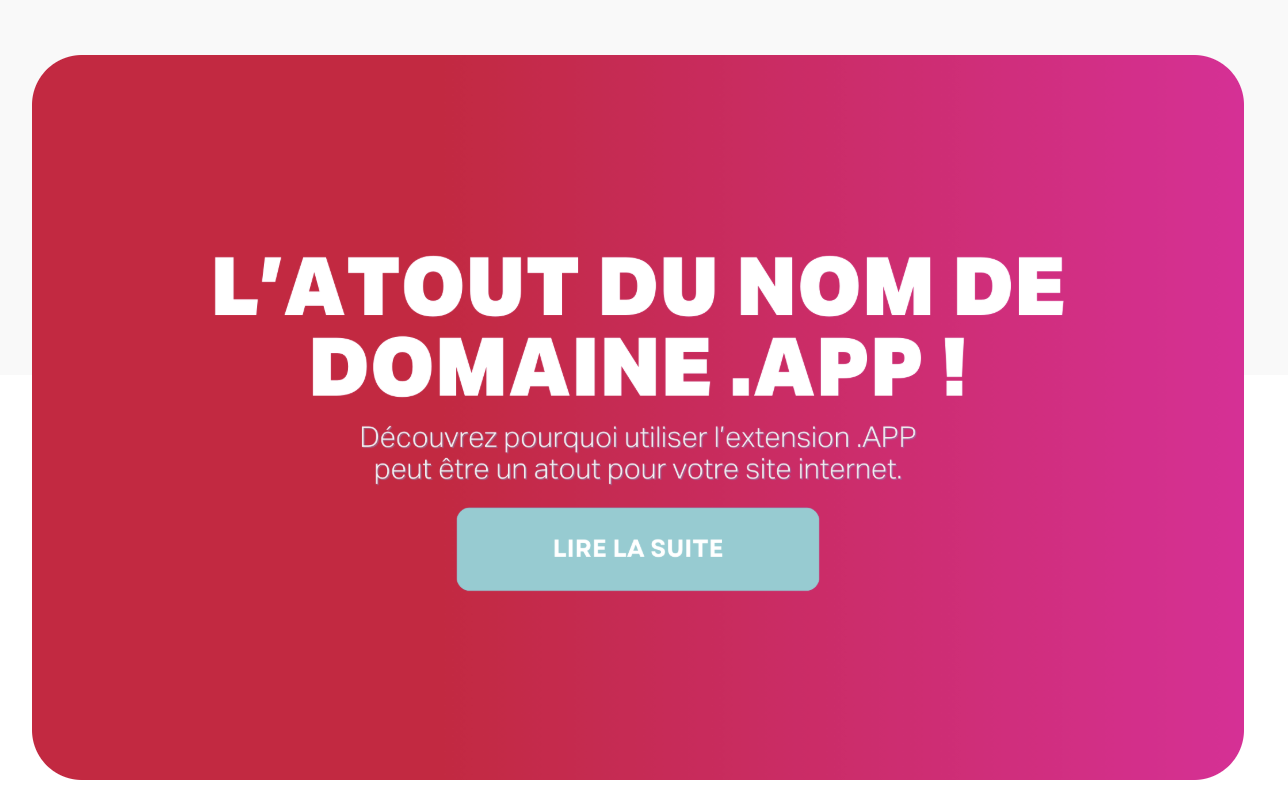 L'ATOUT DU NOM DE
DOMAINE .APP !
Découvrez pourquoi utiliser l'extension .APP
peut être un atout pour votre site internet.
LIRE LA SUITE